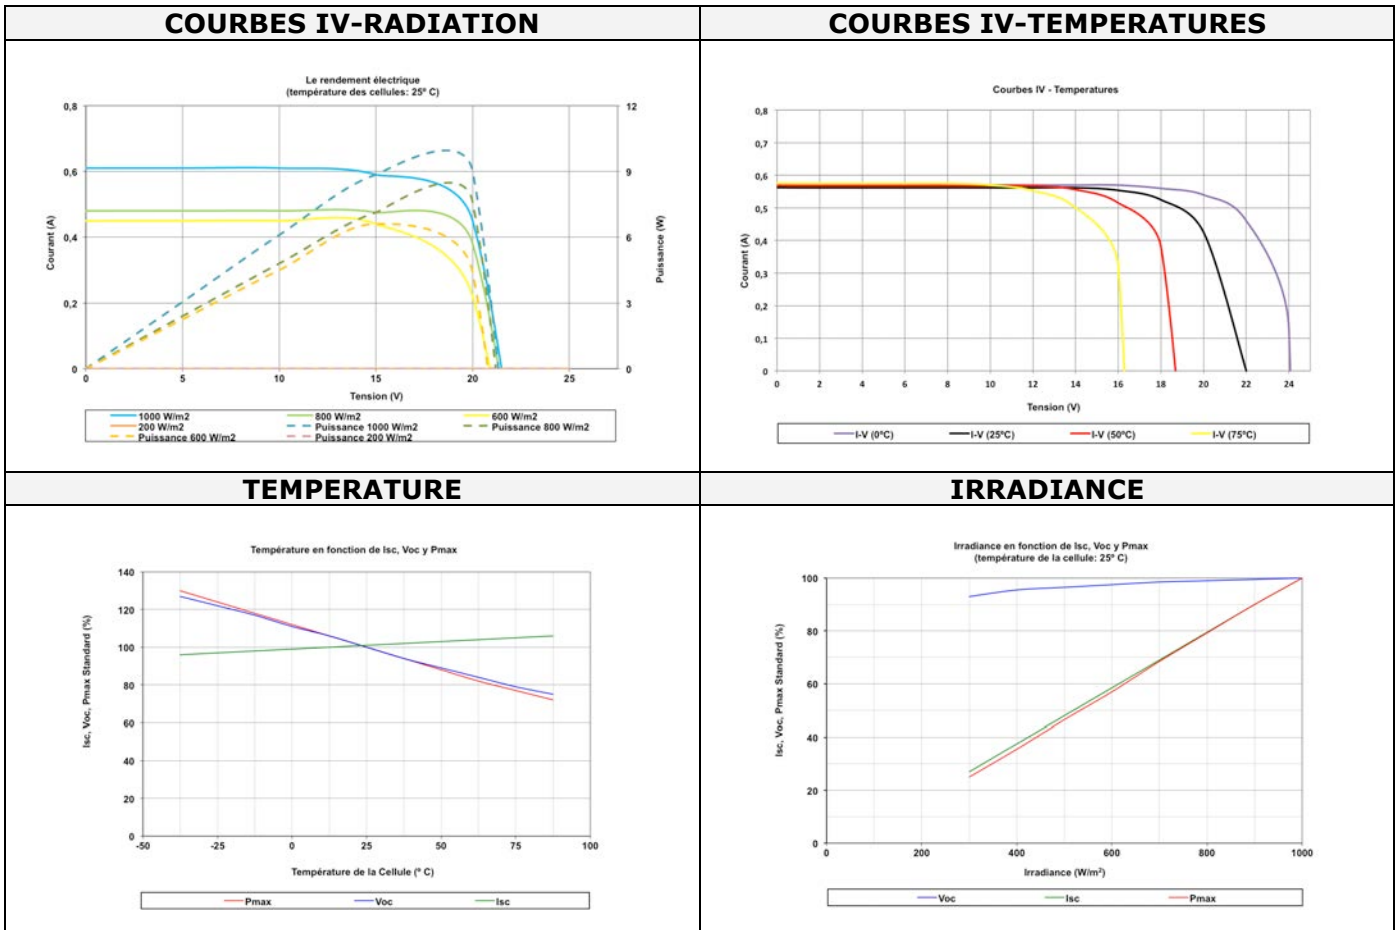 COURBES IV-RADIATION
Le rendement électrique
(température des cellules: 25º C)
0,8
0,6
0,4
0,2
0
12
9
6
3
0
0 5 10 15 20 25
Courant (A)
Puissance (W)
Tension (V)
1000 W/m2 800 W/m2 600 W/m2
200 W/m2 Puissance 1000 W/m2 Puissance 800 W/m2
Puissance 600 W/m2 Puissance 200 W/m2
COURBES IV-TEMPERATURES
Courbes IV - Temperatures
0,8
0,7
0,6
0,5
0,4
0,3
0,2
0,1
0
0 2 4 6 8 10 12 14 16 18 20 22 24
Courant (A)
Tension (V)
I-V (0ºC) I-V (25ºC) I-V (50ºC) I-V (75ºC)
TEMPERATURE
Température en fonction de Isc, Voc y Pmax
140
120
100
80
60
40
20
0
-50 -25 0 25 50 75 100
Isc, Voc, Pmax Standard (%)
Température de la Cellule (º C)
Pmax Voc Isc
IRRADIANCE
Irradiance en fonction de Isc, Voc y Pmax
(température de la cellule: 25º C)
100
80
60
40
20
0
0 200 400 600 800 1000
Isc, Voc, Pmax Standard (%)
Irradiance (W/m²)
Voc Isc Pmax